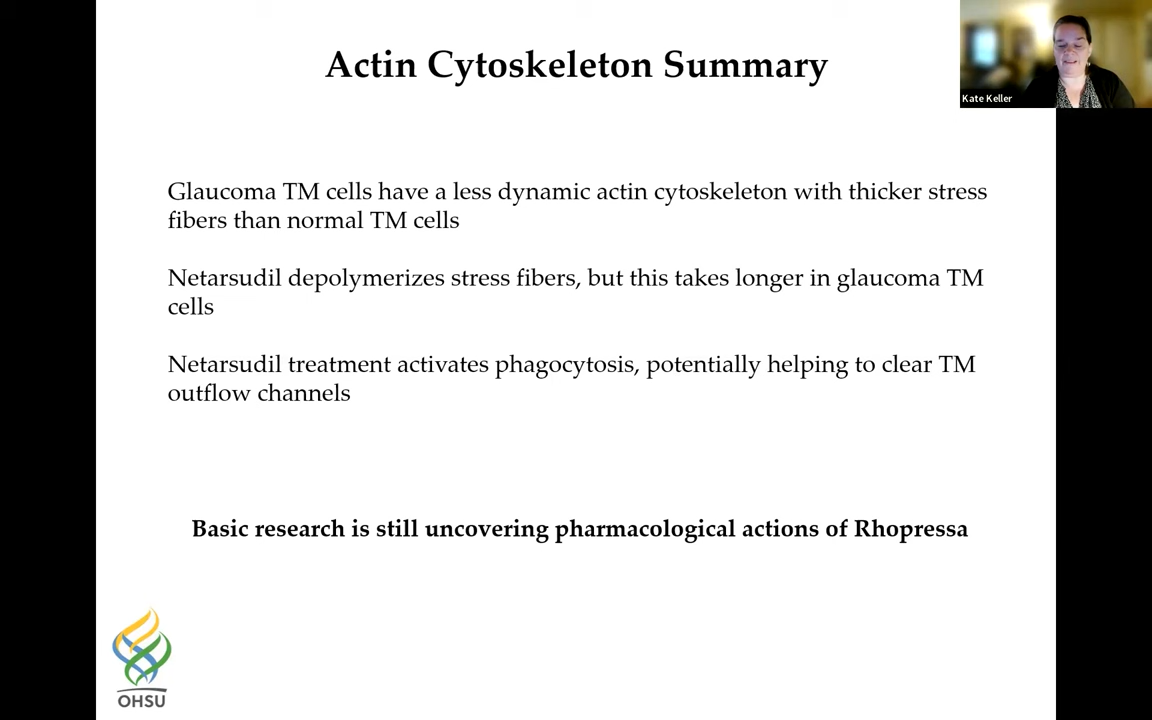 Actin Cytoskeleton Summary
Kate Keller
Glaucoma TM cells have a less dynamic actin cytoskeleton with thicker stress
fibers than normal TM cells
Netarsudil depolymerizes stress fibers, but this takes longer in glaucoma TM
cells
Netarsudil treatment activates phagocytosis, potentially helping to clear TM
outflow channels
Basic research is still uncovering pharmacological actions of Rhopressa
OHSU